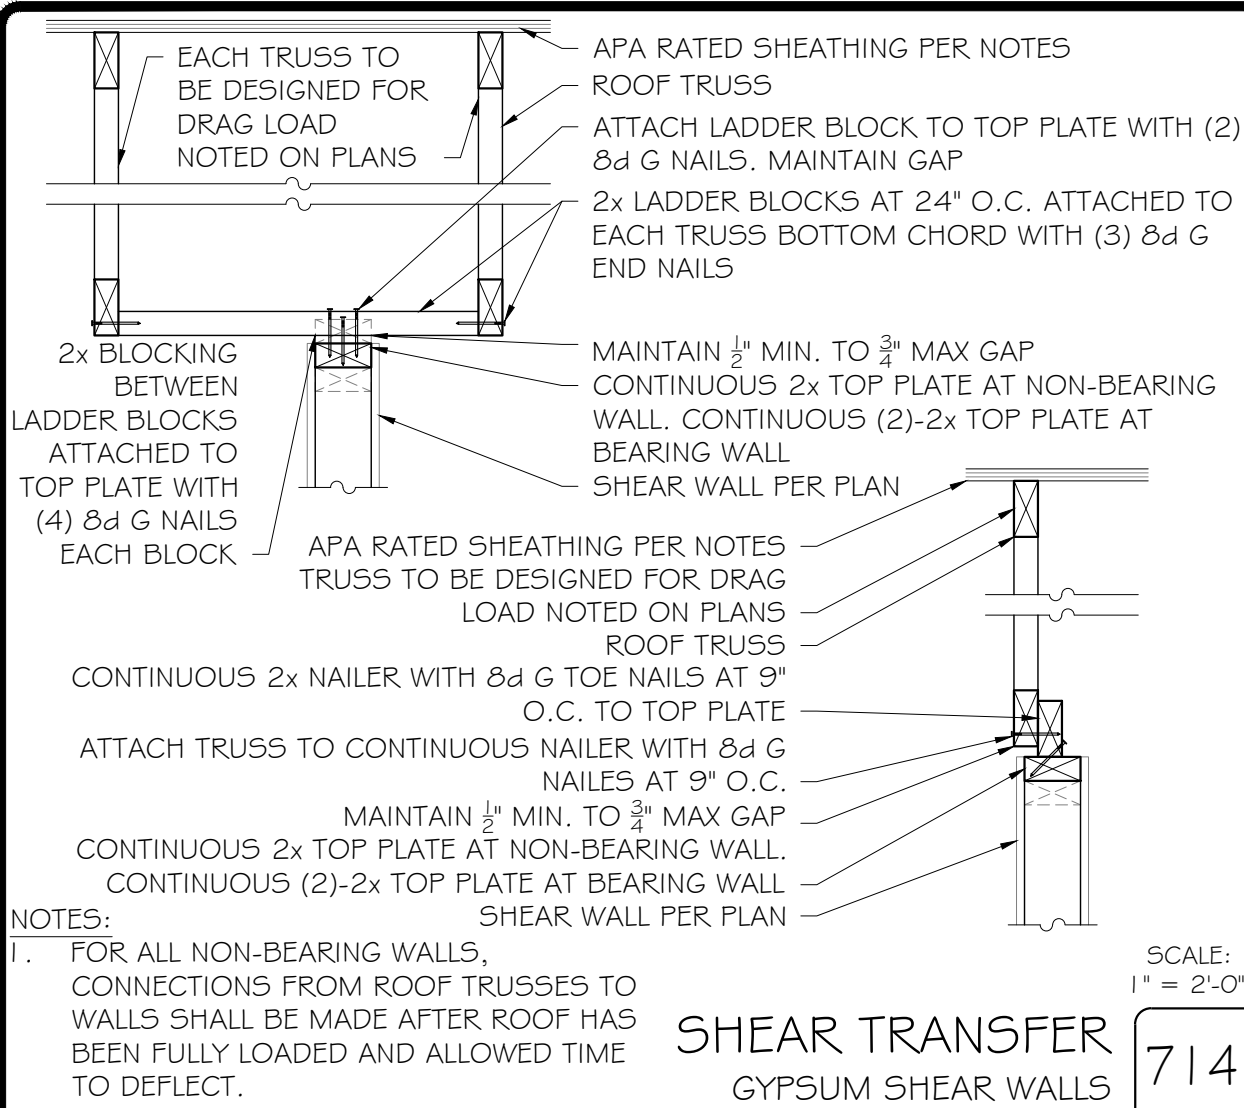 EACH TRUSS TO
BE DESIGNED FOR
DRAG LOAD
NOTED ON PLANS
APA RATED SHEATHING PER NOTES
ROOF TRUSS
ATTACH LADDER BLOCK TO TOP PLATE WITH (2)
8d G NAILS. MAINTAIN GAP
2x LADDER BLOCKS AT 24" O.C. ATTACHED TO
EACH TRUSS BOTTOM CHORD WITH (3) 8d G
END NAILS
MAINTAIN 1/2" MIN. TO 3/4" MAX GAP
CONTINUOUS 2x TOP PLATE AT NON-BEARING
WALL. CONTINUOUS (2)-2x TOP PLATE AT
BEARING WALL
SHEAR WALL PER PLAN
2x BLOCKING
BETWEEN
LADDER BLOCKS
ATTACHED TO
TOP PLATE WITH
(4) 8d G NAILS
EACH BLOCK
APA RATED SHEATHING PER NOTES
TRUSS TO BE DESIGNED FOR DRAG
LOAD NOTED ON PLANS
ROOF TRUSS
CONTINUOUS 2x NAILER WITH 8d G TOE NAILS AT 9"
O.C. TO TOP PLATE
ATTACH TRUSS TO CONTINUOUS NAILER WITH 8d G
NAILES AT 9" O.C.
MAINTAIN 1/2" MIN. TO 3/4" MAX GAP
CONTINUOUS 2x TOP PLATE AT NON-BEARING WALL.
CONTINUOUS (2)-2x TOP PLATE AT BEARING WALL
SHEAR WALL PER PLAN
NOTES:
1. FOR ALL NON-BEARING WALLS,
CONNECTIONS FROM ROOF TRUSSES TO
WALLS SHALL BE MADE AFTER ROOF HAS
BEEN FULLY LOADED AND ALLOWED TIME
TO DEFLECT.
SCALE:
1" = 2'-0"
SHEAR TRANSFER
GYPSUM SHEAR WALLS
714